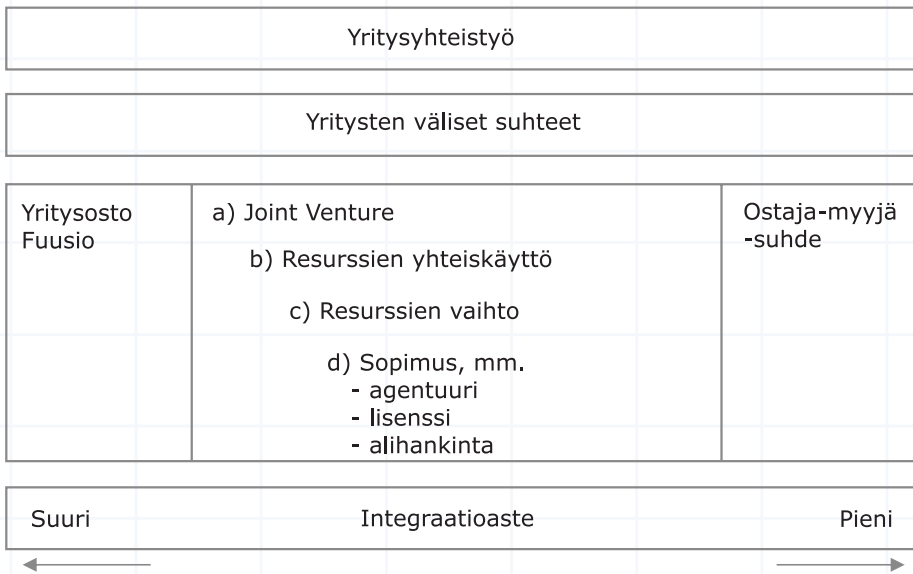 Yritysyhteistyö
Yritysten väliset suhteet
Yritysosto
Fuusio
a) Joint Venture
b) Resurssien yhteiskäyttö
c) Resurssien vaihto
d) Sopimus, mm.
- agentuuri
- lisenssi
- alihankinta
Ostaja-myyjä
-suhde
Suuri
Integraatioaste
Pieni